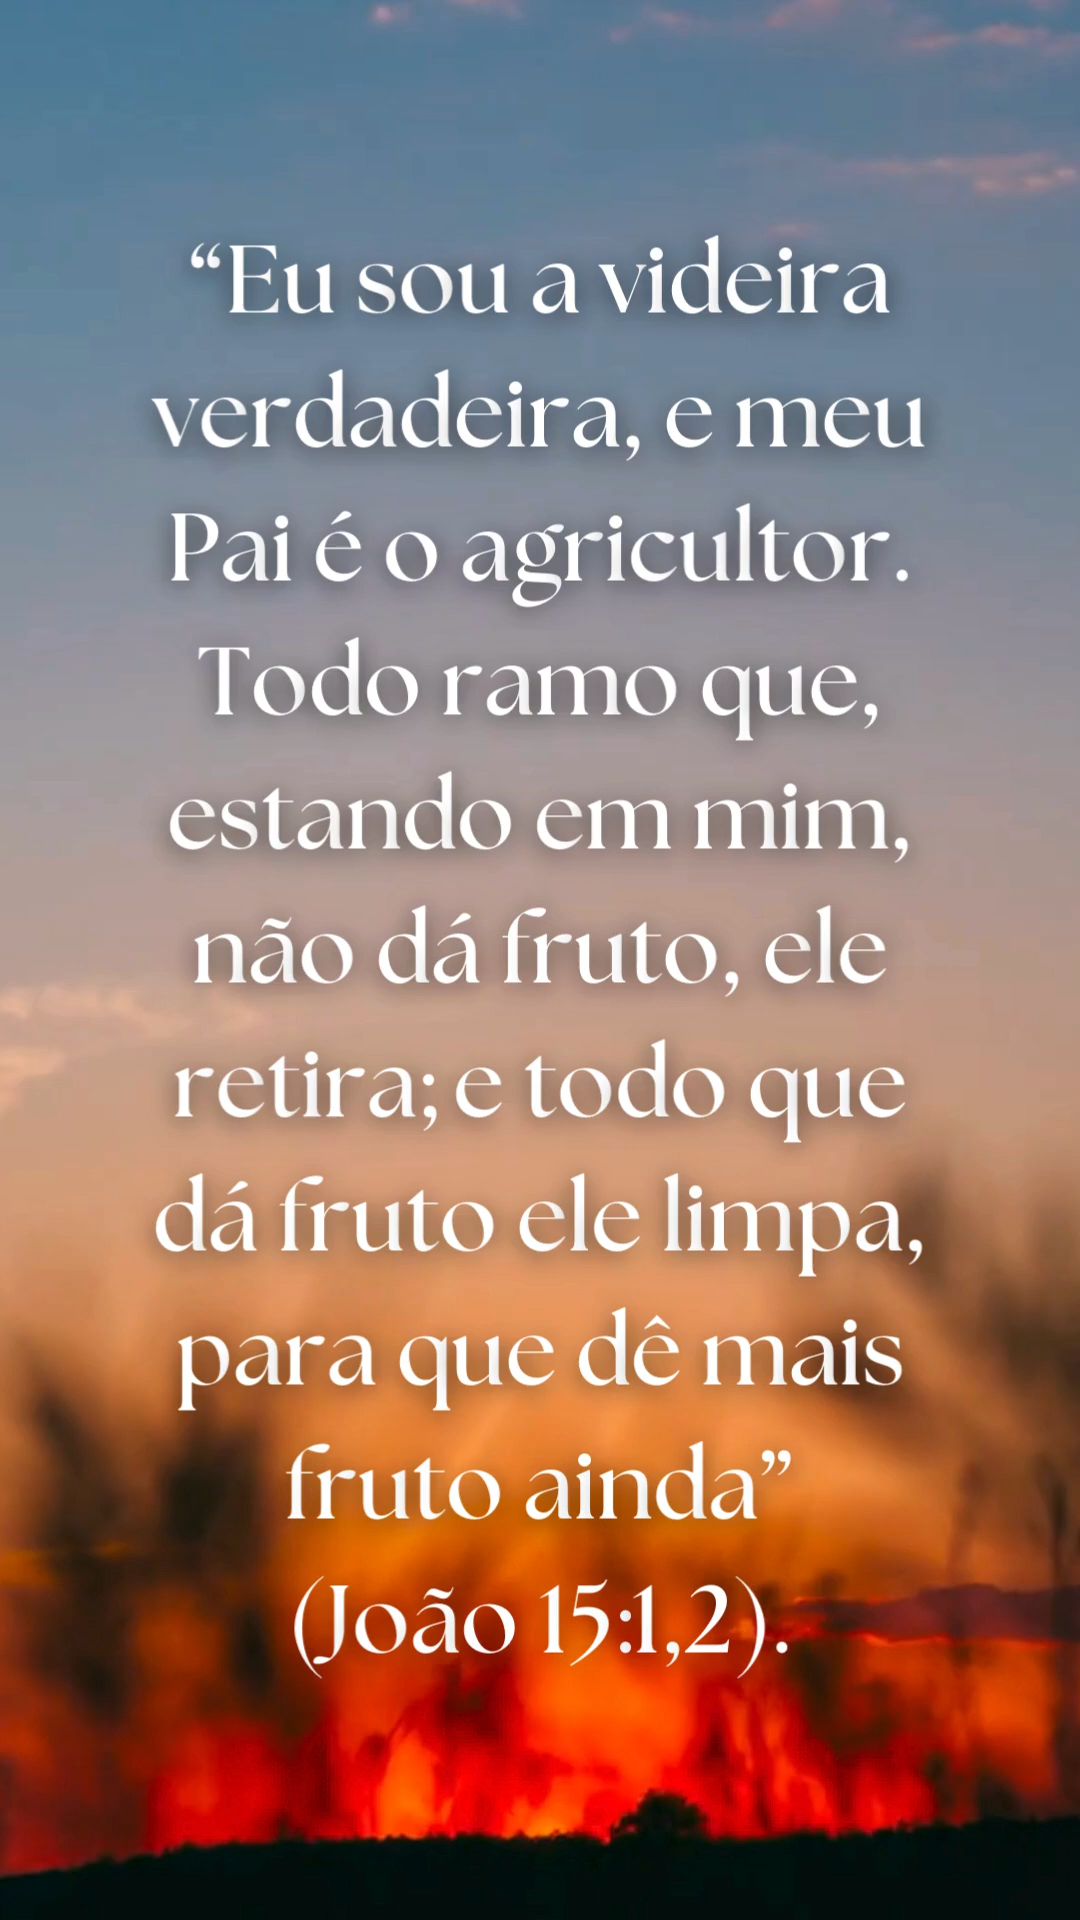 “Eu sou a videira
verdadeira, e meu
Pai é o agricultor.
Todo ramo que,
estando em mim,
não dá fruto, ele
retira; e todo que
dá fruto ele limpa,
para que dê mais
fruto ainda”
(João 15:1,2).